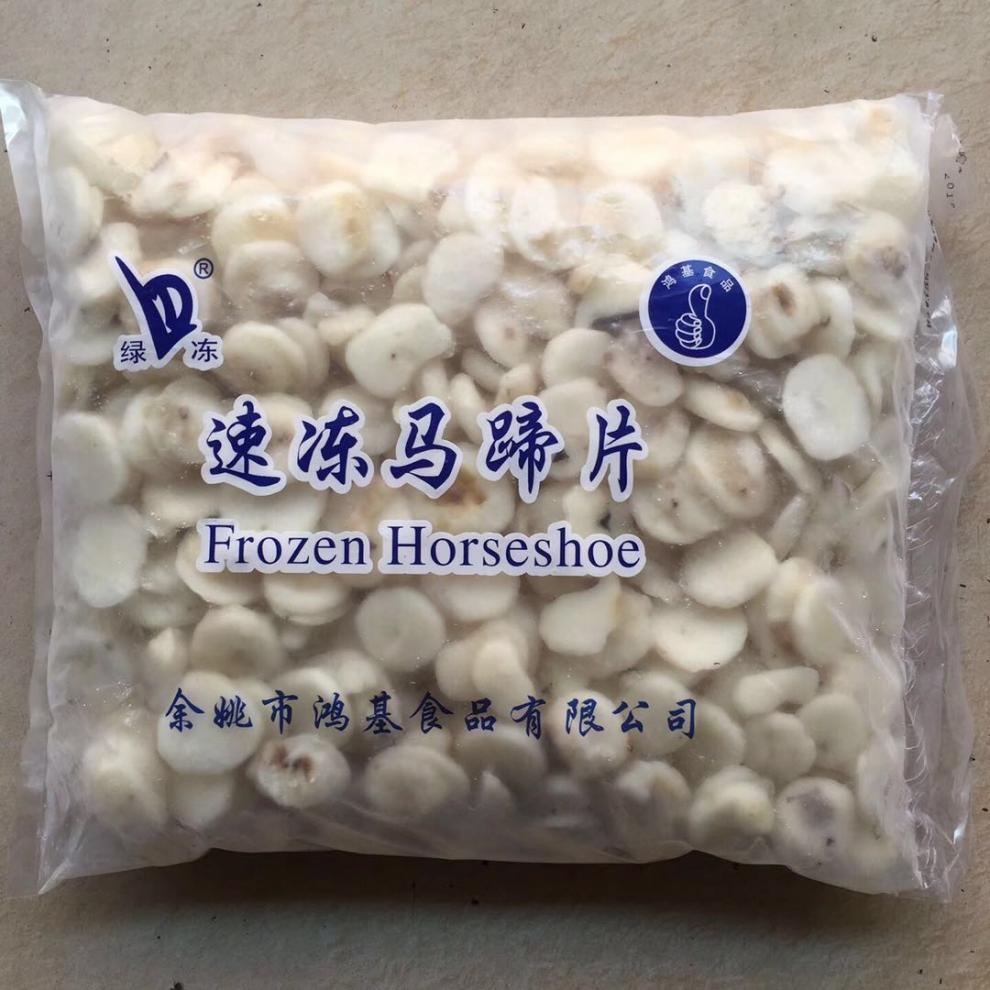 ®
绿冻
鸿基食品
速冻马蹄片
Frozen Horseshoe
余姚市鸿基食品有限公司